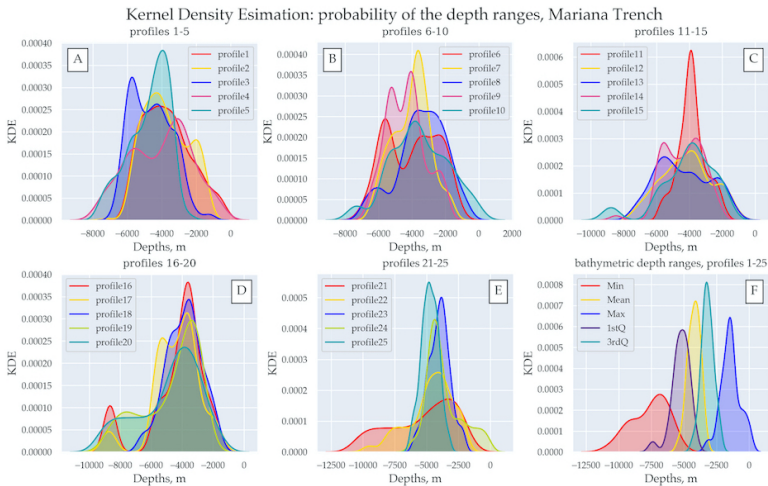 Kernel Density Esimation: probability of the depth ranges, Mariana Trench
profiles 1-5
profiles 6-10
profiles 11-15
0.00040
0.00035
0.00030
0.00025
0.00020
0.00015
0.00010
0.00005
0.00000
KDE
A
profile1
profile2
profile3
profile4
profile5
−8000 −6000 −4000 −2000 0
Depths, m
0.00040
0.00035
0.00030
0.00025
0.00020
0.00015
0.00010
0.00005
0.00000
KDE
B
profile6
profile7
profile8
profile9
profile10
−8000 −6000 −4000 −2000 0 2000
Depths, m
0.0006
0.0005
0.0004
0.0003
0.0002
0.0001
0.0000
KDE
C
profile11
profile12
profile13
profile14
profile15
−10000 −8000 −6000 −4000 −2000 0
Depths, m
profiles 16-20
profiles 21-25
bathymetric depth ranges, profiles 1-25
0.00040
0.00035
0.00030
0.00025
0.00020
0.00015
0.00010
0.00005
0.00000
KDE
D
profile16
profile17
profile18
profile19
profile20
−10000 −8000 −6000 −4000 −2000 0
Depths, m
0.0005
0.0004
0.0003
0.0002
0.0001
0.0000
KDE
E
profile21
profile22
profile23
profile24
profile25
−12500 −10000 −7500 −5000 −2500 0
Depths, m
0.0008
0.0007
0.0006
0.0005
0.0004
0.0003
0.0002
0.0001
0.0000
KDE
F
Min
Mean
Max
1stQ
3rdQ
−12500 −10000 −7500 −5000 −2500 0
Depths, m